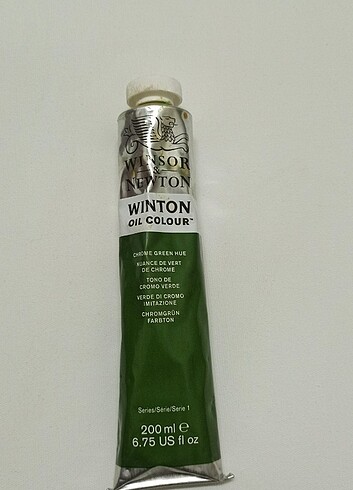 WINSOR
&
NEWTON
WINTON
OIL COLOUR™
CHROME GREEN HUE
NUANCE DE VERT
DE CHROME
TONO DE
CROMO VERDE
VERDE DI CROMO
IMITAZIONE
CHROMGRÜN
FARBTON
Series/Série/Serie 1
200 ml ℮
6.75 US fl oz